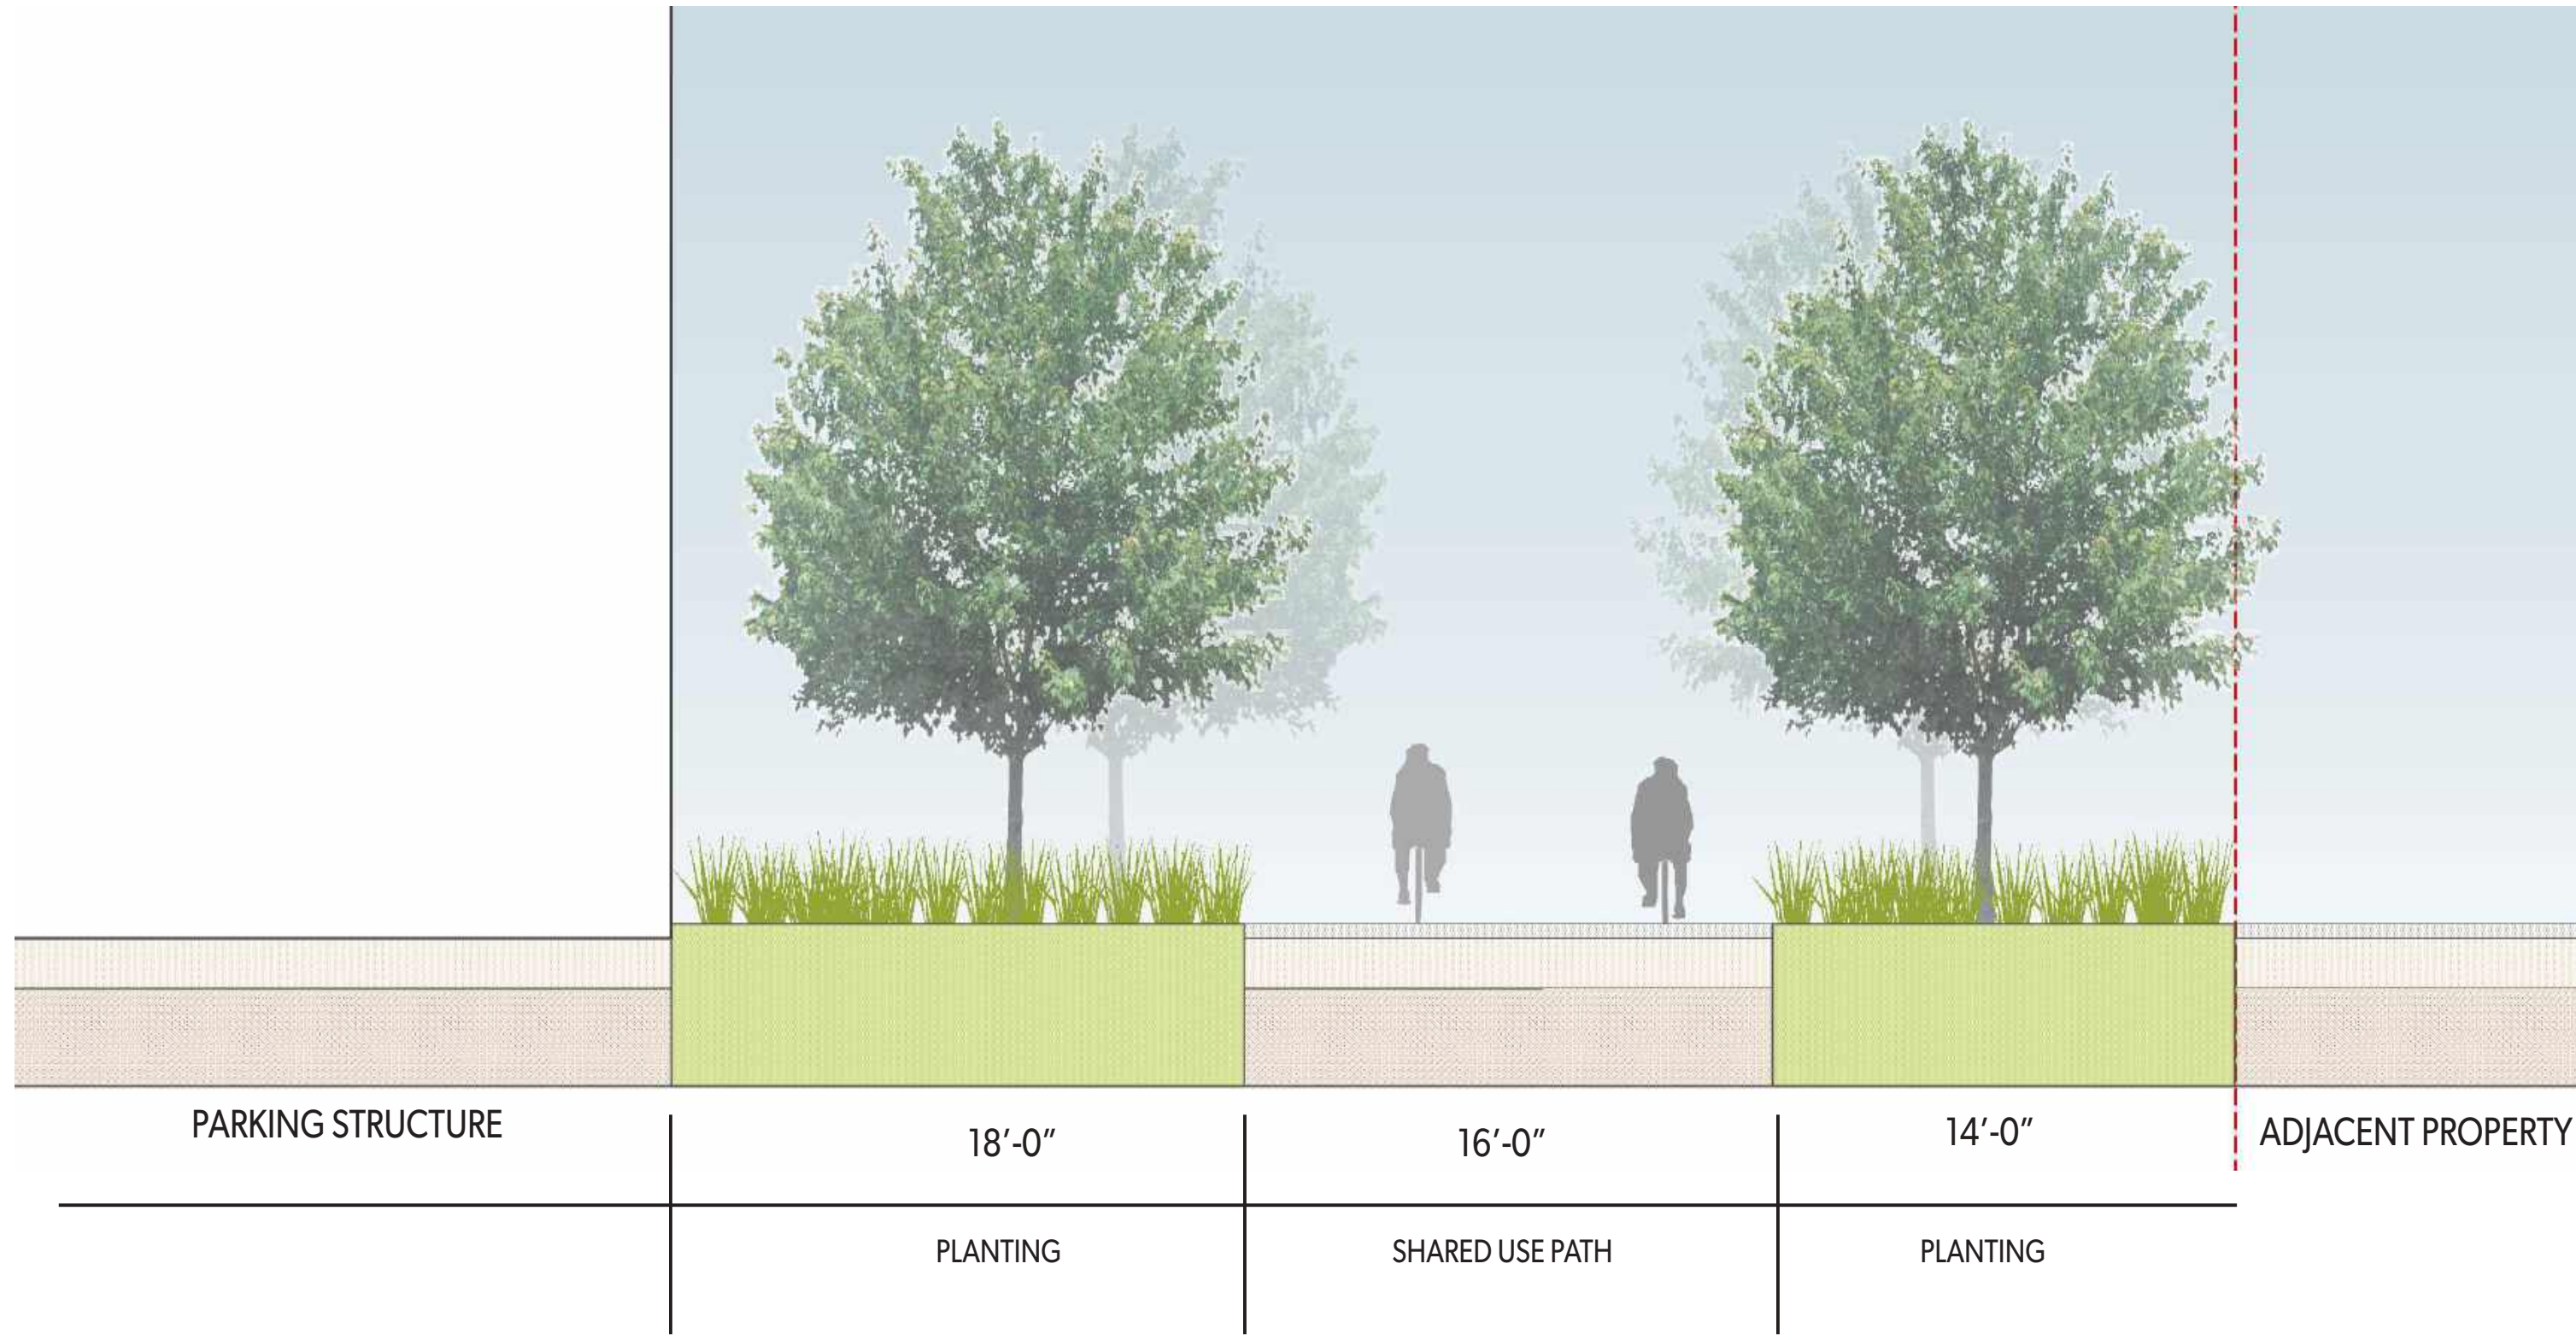 PARKING STRUCTURE
18’-0”
16’-0”
14’-0”
ADJACENT PROPERTY
PLANTING
SHARED USE PATH
PLANTING